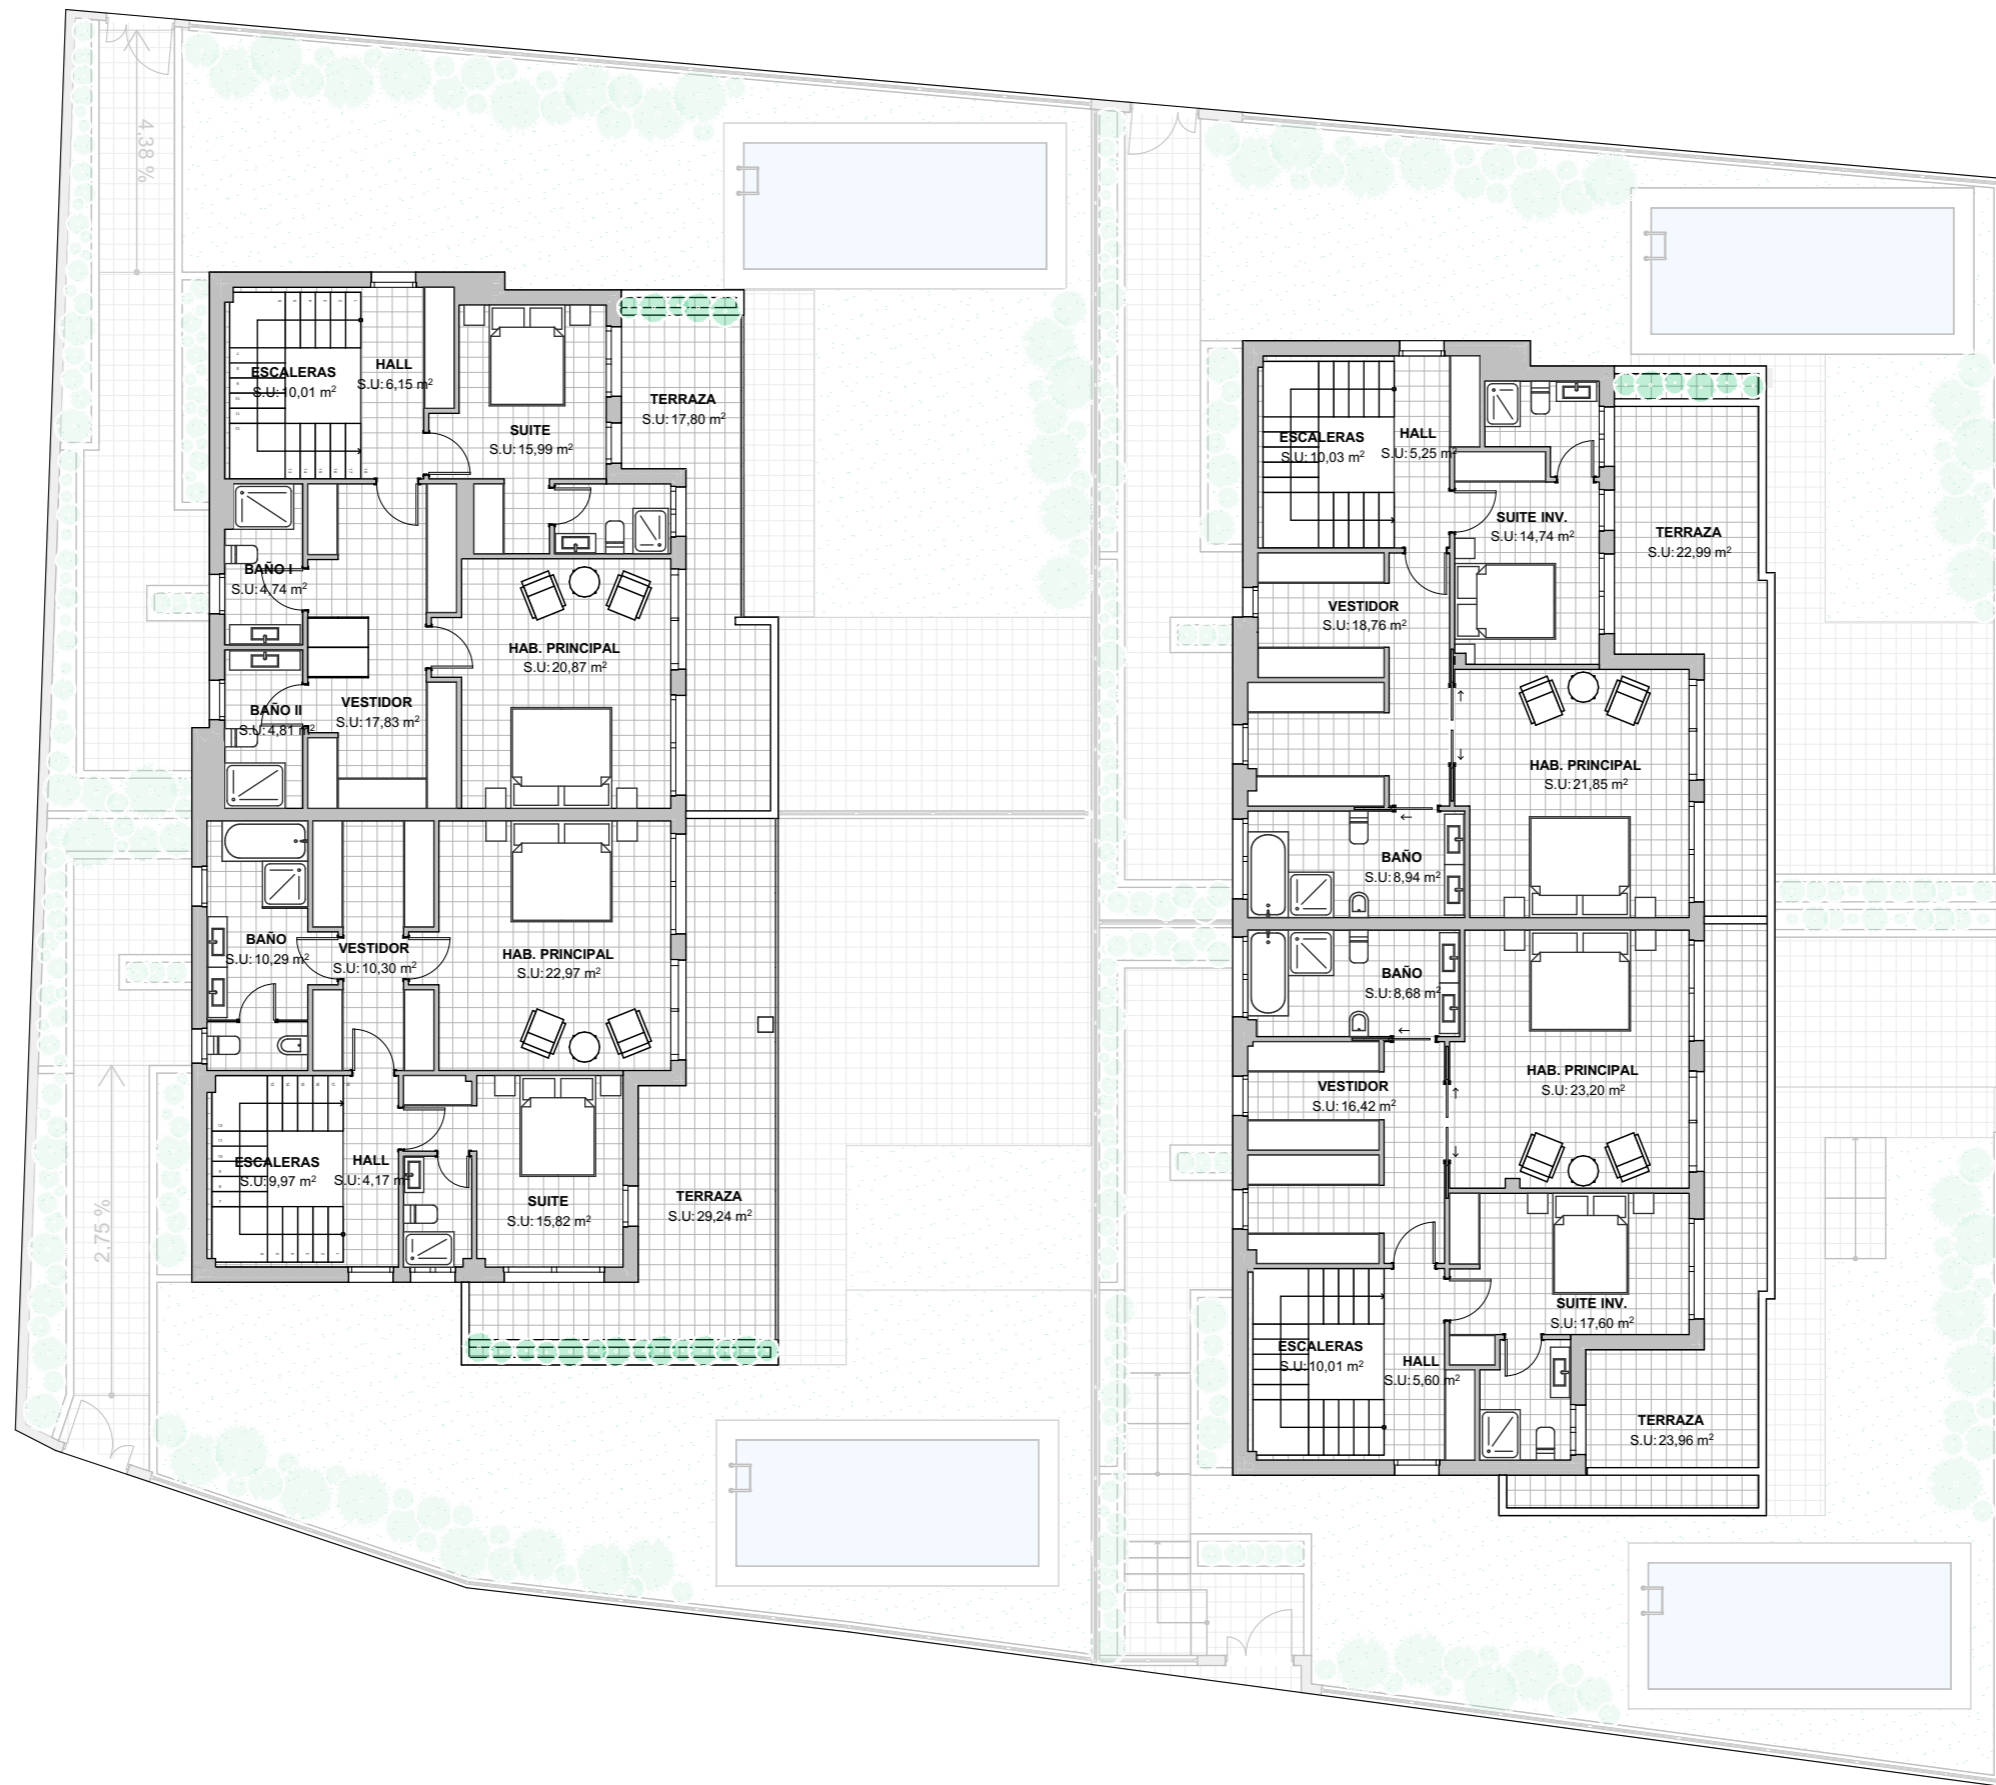 4,38 %
ESCALERAS
S.U: 10,01 m²
HALL
S.U: 6,15 m²
SUITE
S.U: 15,99 m²
TERRAZA
S.U: 17,80 m²
BAÑO I
S.U: 4,74 m²
HAB. PRINCIPAL
S.U: 20,87 m²
BAÑO II
S.U: 4,81 m²
VESTIDOR
S.U: 17,83 m²
BAÑO
S.U: 10,29 m²
VESTIDOR
S.U: 10,30 m²
HAB. PRINCIPAL
S.U: 22,97 m²
ESCALERAS
S.U: 9,97 m²
HALL
S.U: 4,17 m²
SUITE
S.U: 15,82 m²
TERRAZA
S.U: 29,24 m²
2,75 %
ESCALERAS
S.U: 10,03 m²
HALL
S.U: 5,25 m²
SUITE INV.
S.U: 14,74 m²
TERRAZA
S.U: 22,99 m²
VESTIDOR
S.U: 18,76 m²
HAB. PRINCIPAL
S.U: 21,85 m²
BAÑO
S.U: 8,94 m²
BAÑO
S.U: 8,68 m²
VESTIDOR
S.U: 16,42 m²
HAB. PRINCIPAL
S.U: 23,20 m²
SUITE INV.
S.U: 17,60 m²
ESCALERAS
S.U: 10,01 m²
HALL
S.U: 5,60 m²
TERRAZA
S.U: 23,96 m²